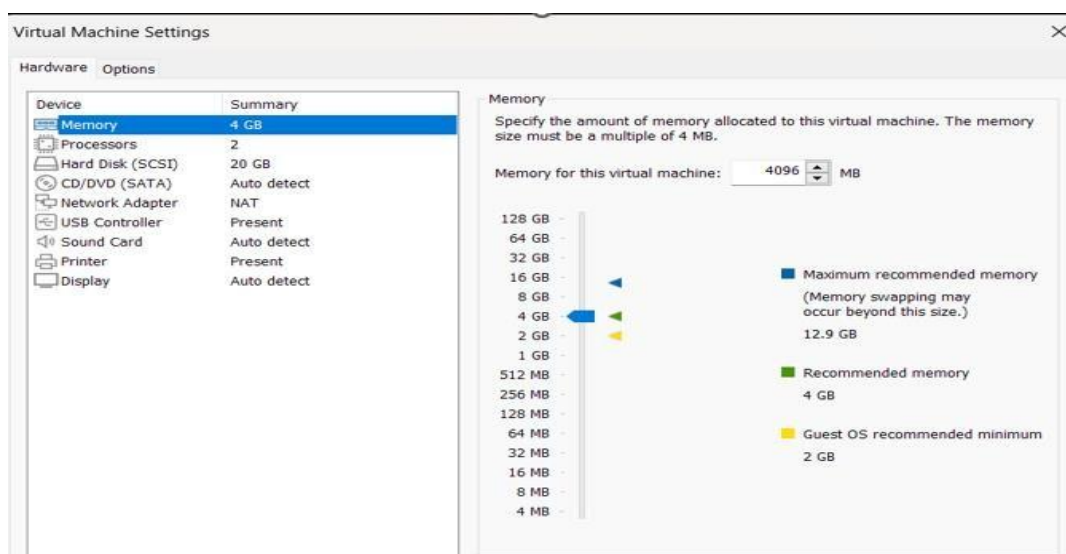 Virtual Machine Settings
Hardware Options
Device Summary
Memory 4 GB
Processors 2
Hard Disk (SCSI) 20 GB
CD/DVD (SATA) Auto detect
Network Adapter NAT
USB Controller Present
Sound Card Auto detect
Printer Present
Display Auto detect
Memory
Specify the amount of memory allocated to this virtual machine. The memory
size must be a multiple of 4 MB.
Memory for this virtual machine: 4096 MB
128 GB
64 GB
32 GB
16 GB
8 GB
4 GB
2 GB
1 GB
512 MB
256 MB
128 MB
64 MB
32 MB
16 MB
8 MB
4 MB
Maximum recommended memory
(Memory swapping may
occur beyond this size.)
12.9 GB
Recommended memory
4 GB
Guest OS recommended minimum
2 GB